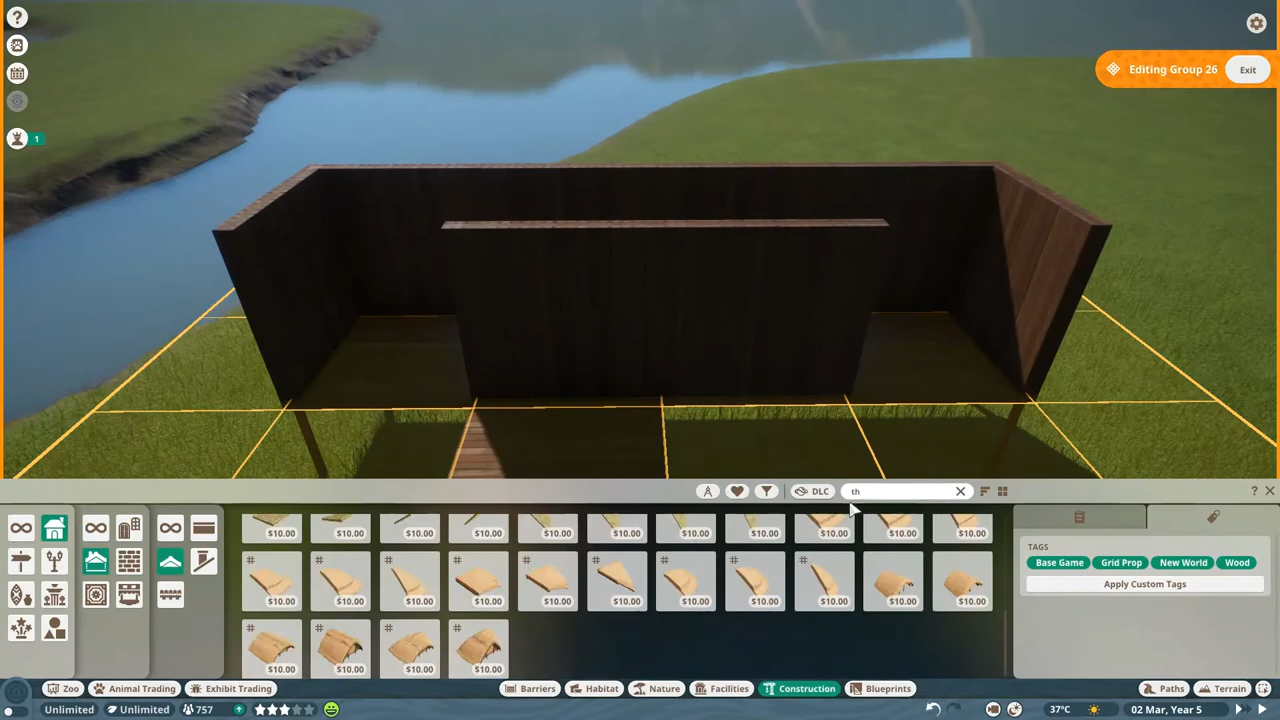 ?
Editing Group 26
Exit
1
DLC
th
?
$10.00 $10.00 $10.00 $10.00 $10.00 $10.00 $10.00 $10.00 $10.00 $10.00 $10.00
$10.00 $10.00 $10.00 $10.00 $10.00 $10.00 $10.00 $10.00 $10.00 $10.00 $10.00
$10.00 $10.00 $10.00 $10.00
TAGS
Base Game Grid Prop New World Wood
Apply Custom Tags
Zoo Animal Trading Exhibit Trading Barriers Habitat Nature Facilities Construction Blueprints Paths Terrain
Unlimited Unlimited 757 37°C 02 Mar, Year 5